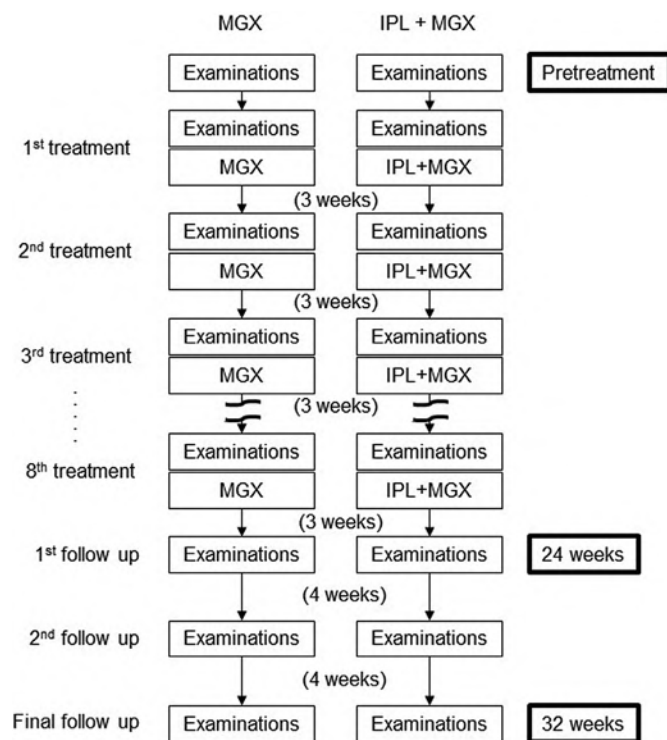 MGX IPL + MGX
Examinations Examinations Pretreatment
Examinations Examinations
1st treatment
MGX IPL+MGX
(3 weeks)
Examinations Examinations
2nd treatment
MGX IPL+MGX
(3 weeks)
Examinations Examinations
3rd treatment
MGX IPL+MGX
(3 weeks)
Examinations Examinations
8th treatment
MGX IPL+MGX
(3 weeks)
1st follow up Examinations Examinations 24 weeks
(4 weeks)
2nd follow up Examinations Examinations
(4 weeks)
Final follow up Examinations Examinations 32 weeks